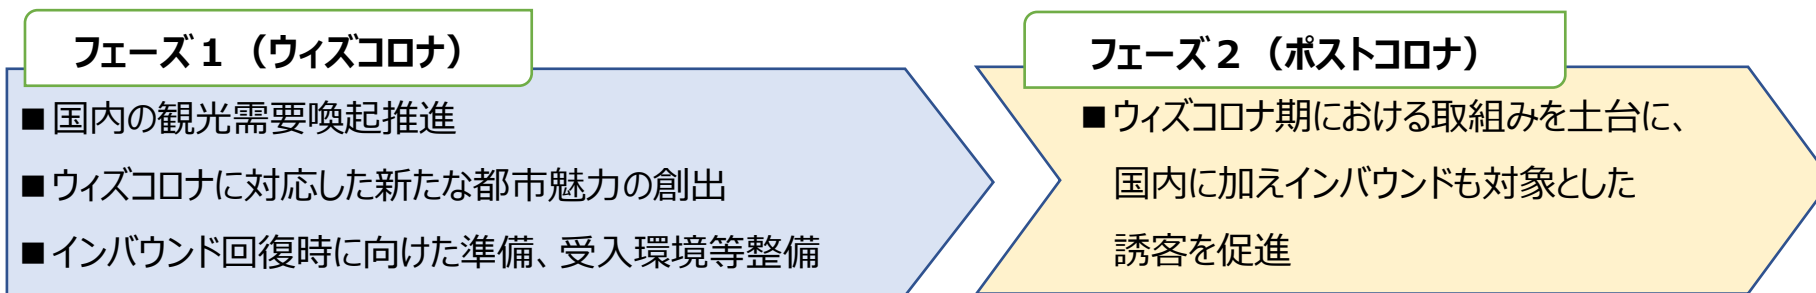 フェーズ１（ウィズコロナ）
■国内の観光需要喚起推進
■ウィズコロナに対応した新たな都市魅力の創出
■インバウンド回復時に向けた準備、受入環境等整備
フェーズ２（ポストコロナ）
■ウィズコロナ期における取組みを土台に、
国内に加えインバウンドも対象とした
誘客を促進